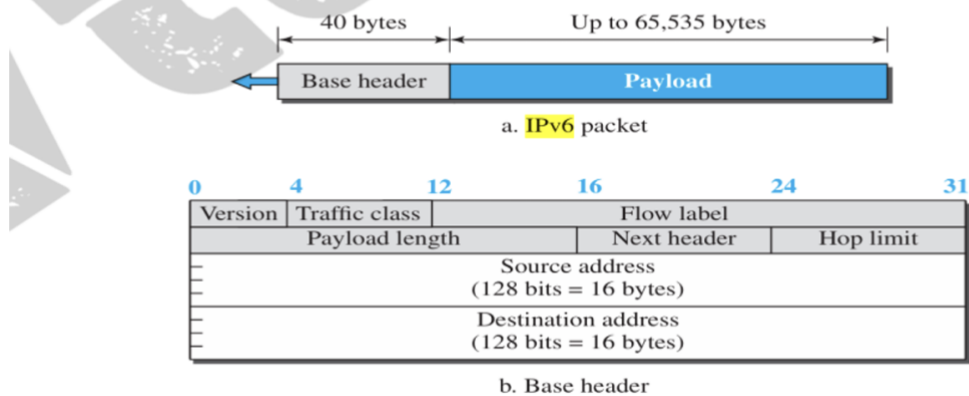 40 bytes Up to 65,535 bytes
Base header Payload
a. IPv6 packet
0 4 12 16 24 31
Version Traffic class Flow label
Payload length Next header Hop limit
Source address
(128 bits = 16 bytes)
Destination address
(128 bits = 16 bytes)
b. Base header